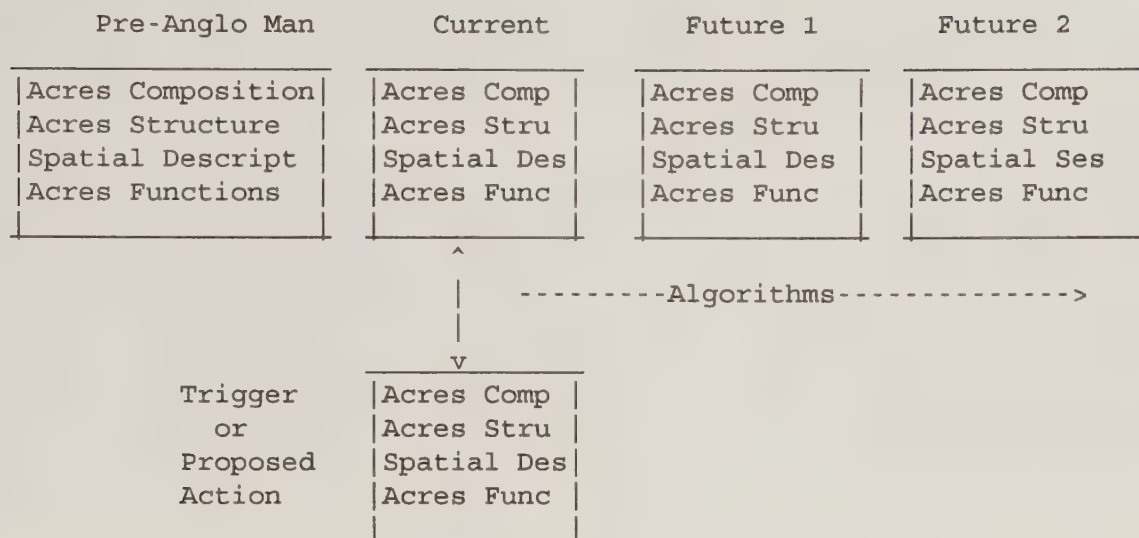 Pre-Anglo Man Current Future 1 Future 2
Acres Composition Acres Comp Acres Comp Acres Comp
Acres Structure Acres Stru Acres Stru Acres Stru
Spatial Descript Spatial Des Spatial Des Spatial Ses
Acres Functions Acres Func Acres Func Acres Func
---------Algorithms------------->
Trigger Acres Comp
or Acres Stru
Proposed Spatial Des
Action Acres Func